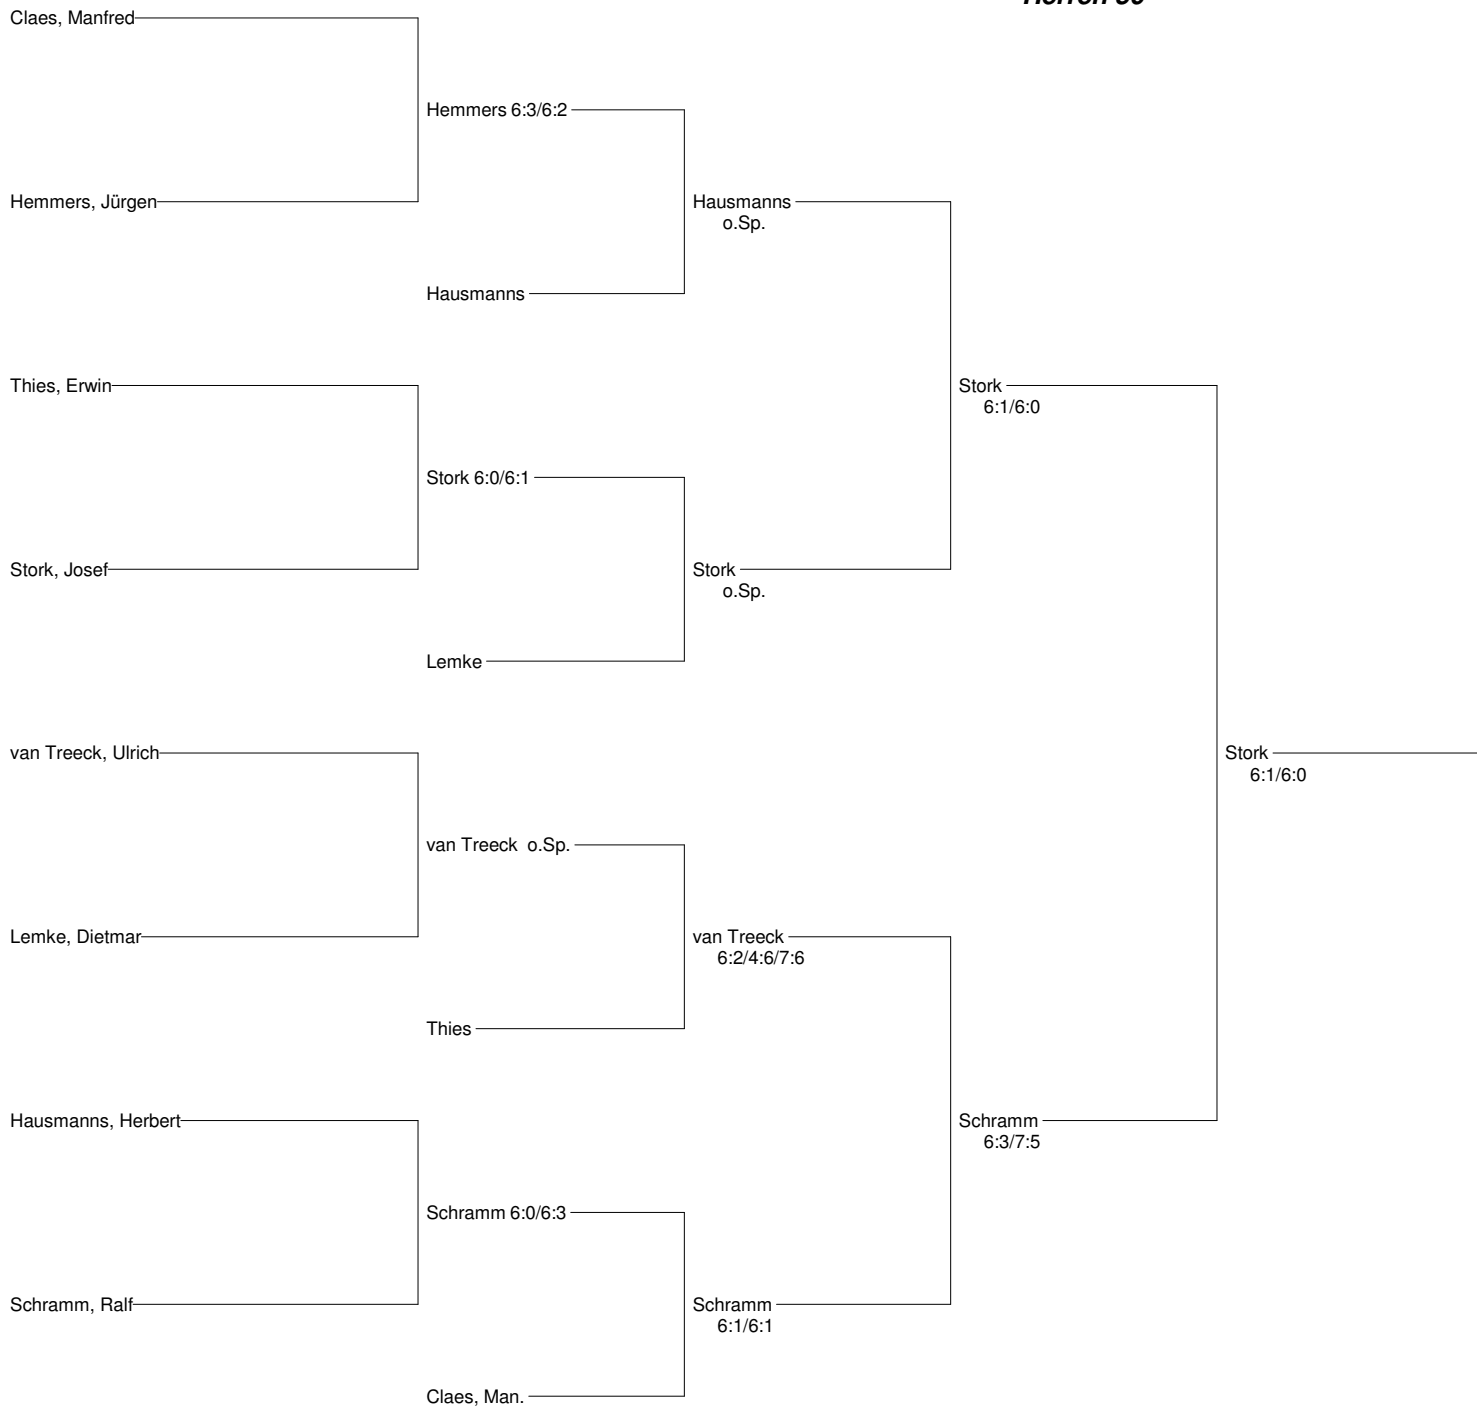 Claes, Manfred
Hemmers 6:3/6:2
Hemmers, Jürgen
Hausmanns
o.Sp.
Hausmanns
Thies, Erwin
Stork
6:1/6:0
Stork 6:0/6:1
Stork, Josef
Stork
o.Sp.
Lemke
van Treeck, Ulrich
Stork
6:1/6:0
van Treeck o.Sp.
Lemke, Dietmar
van Treeck
6:2/4:6/7:6
Thies
Hausmanns, Herbert
Schramm
6:3/7:5
Schramm 6:0/6:3
Schramm, Ralf
Schramm
6:1/6:1
Claes, Man.